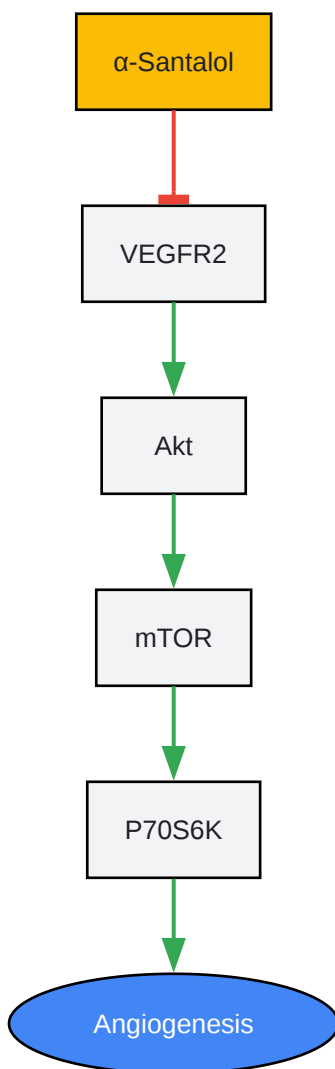 α-Santalol
VEGFR2
Akt
mTOR
P70S6K
Angiogenesis